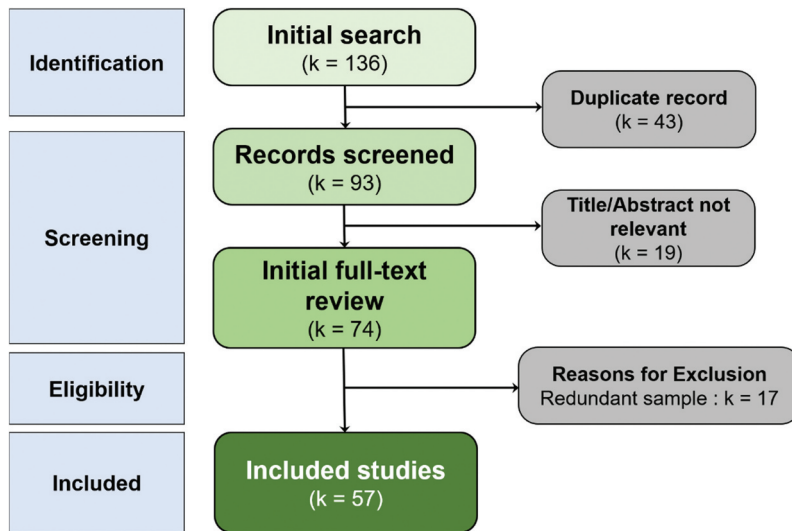 Identification
Initial search
(k = 136)
Duplicate record
(k = 43)
Screening
Records screened
(k = 93)
Title/Abstract not
relevant
(k = 19)
Initial full-text
review
(k = 74)
Eligibility
Reasons for Exclusion
Redundant sample : k = 17
Included
Included studies
(k = 57)